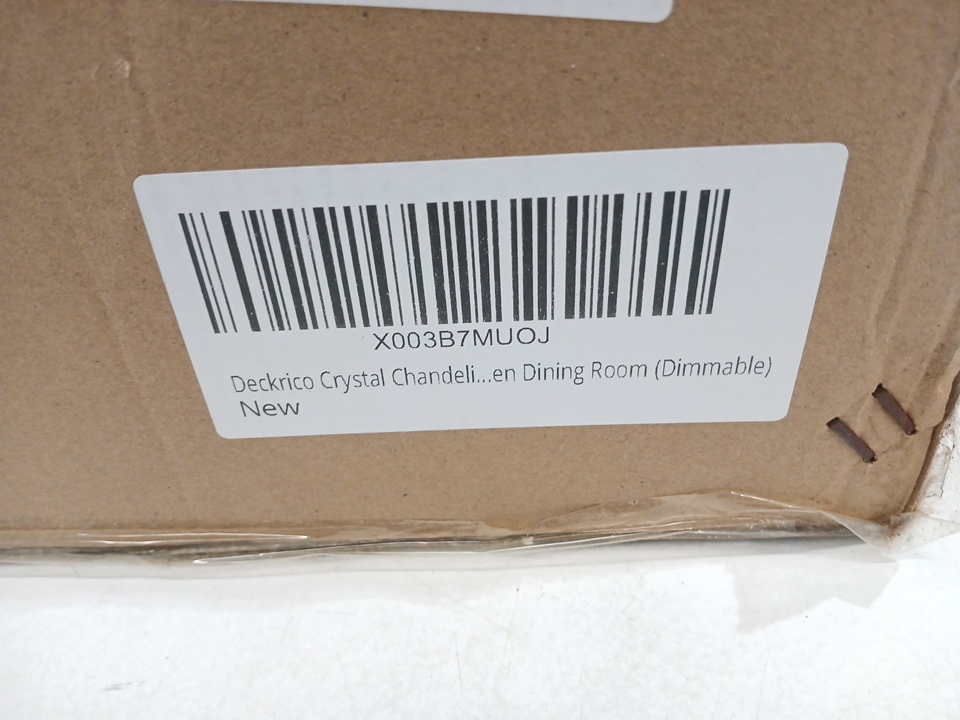 X003B7MUOJ
Deckrico Crystal Chandeli...en Dining Room (Dimmable)
New